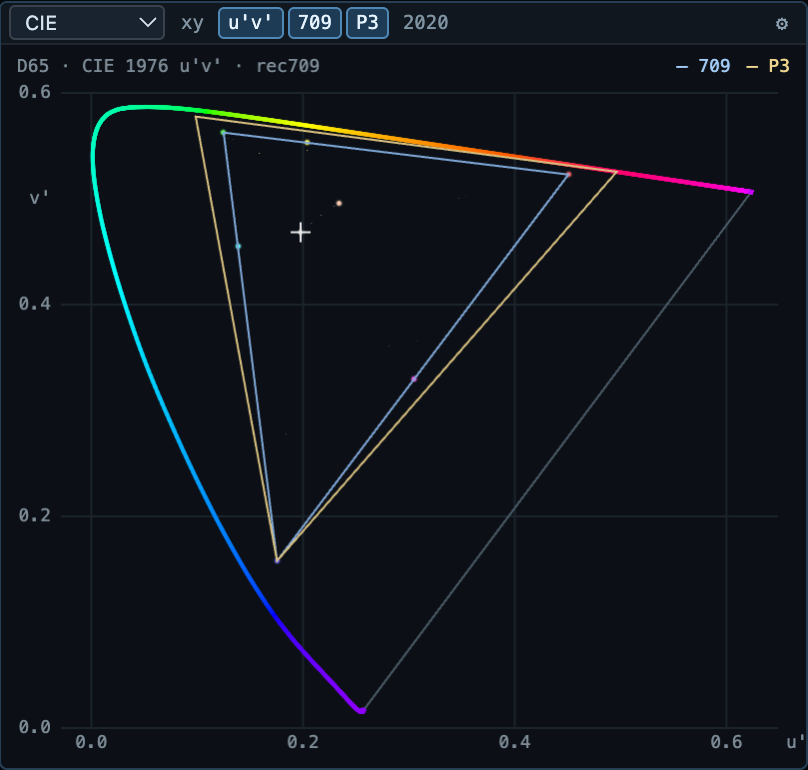 CIE xy u'v' 709 P3 2020 ⚙
D65 · CIE 1976 u'v' · rec709 — 709 — P3
0.6
v'
0.4
0.2
0.0
0.0 0.2 0.4 0.6 u'